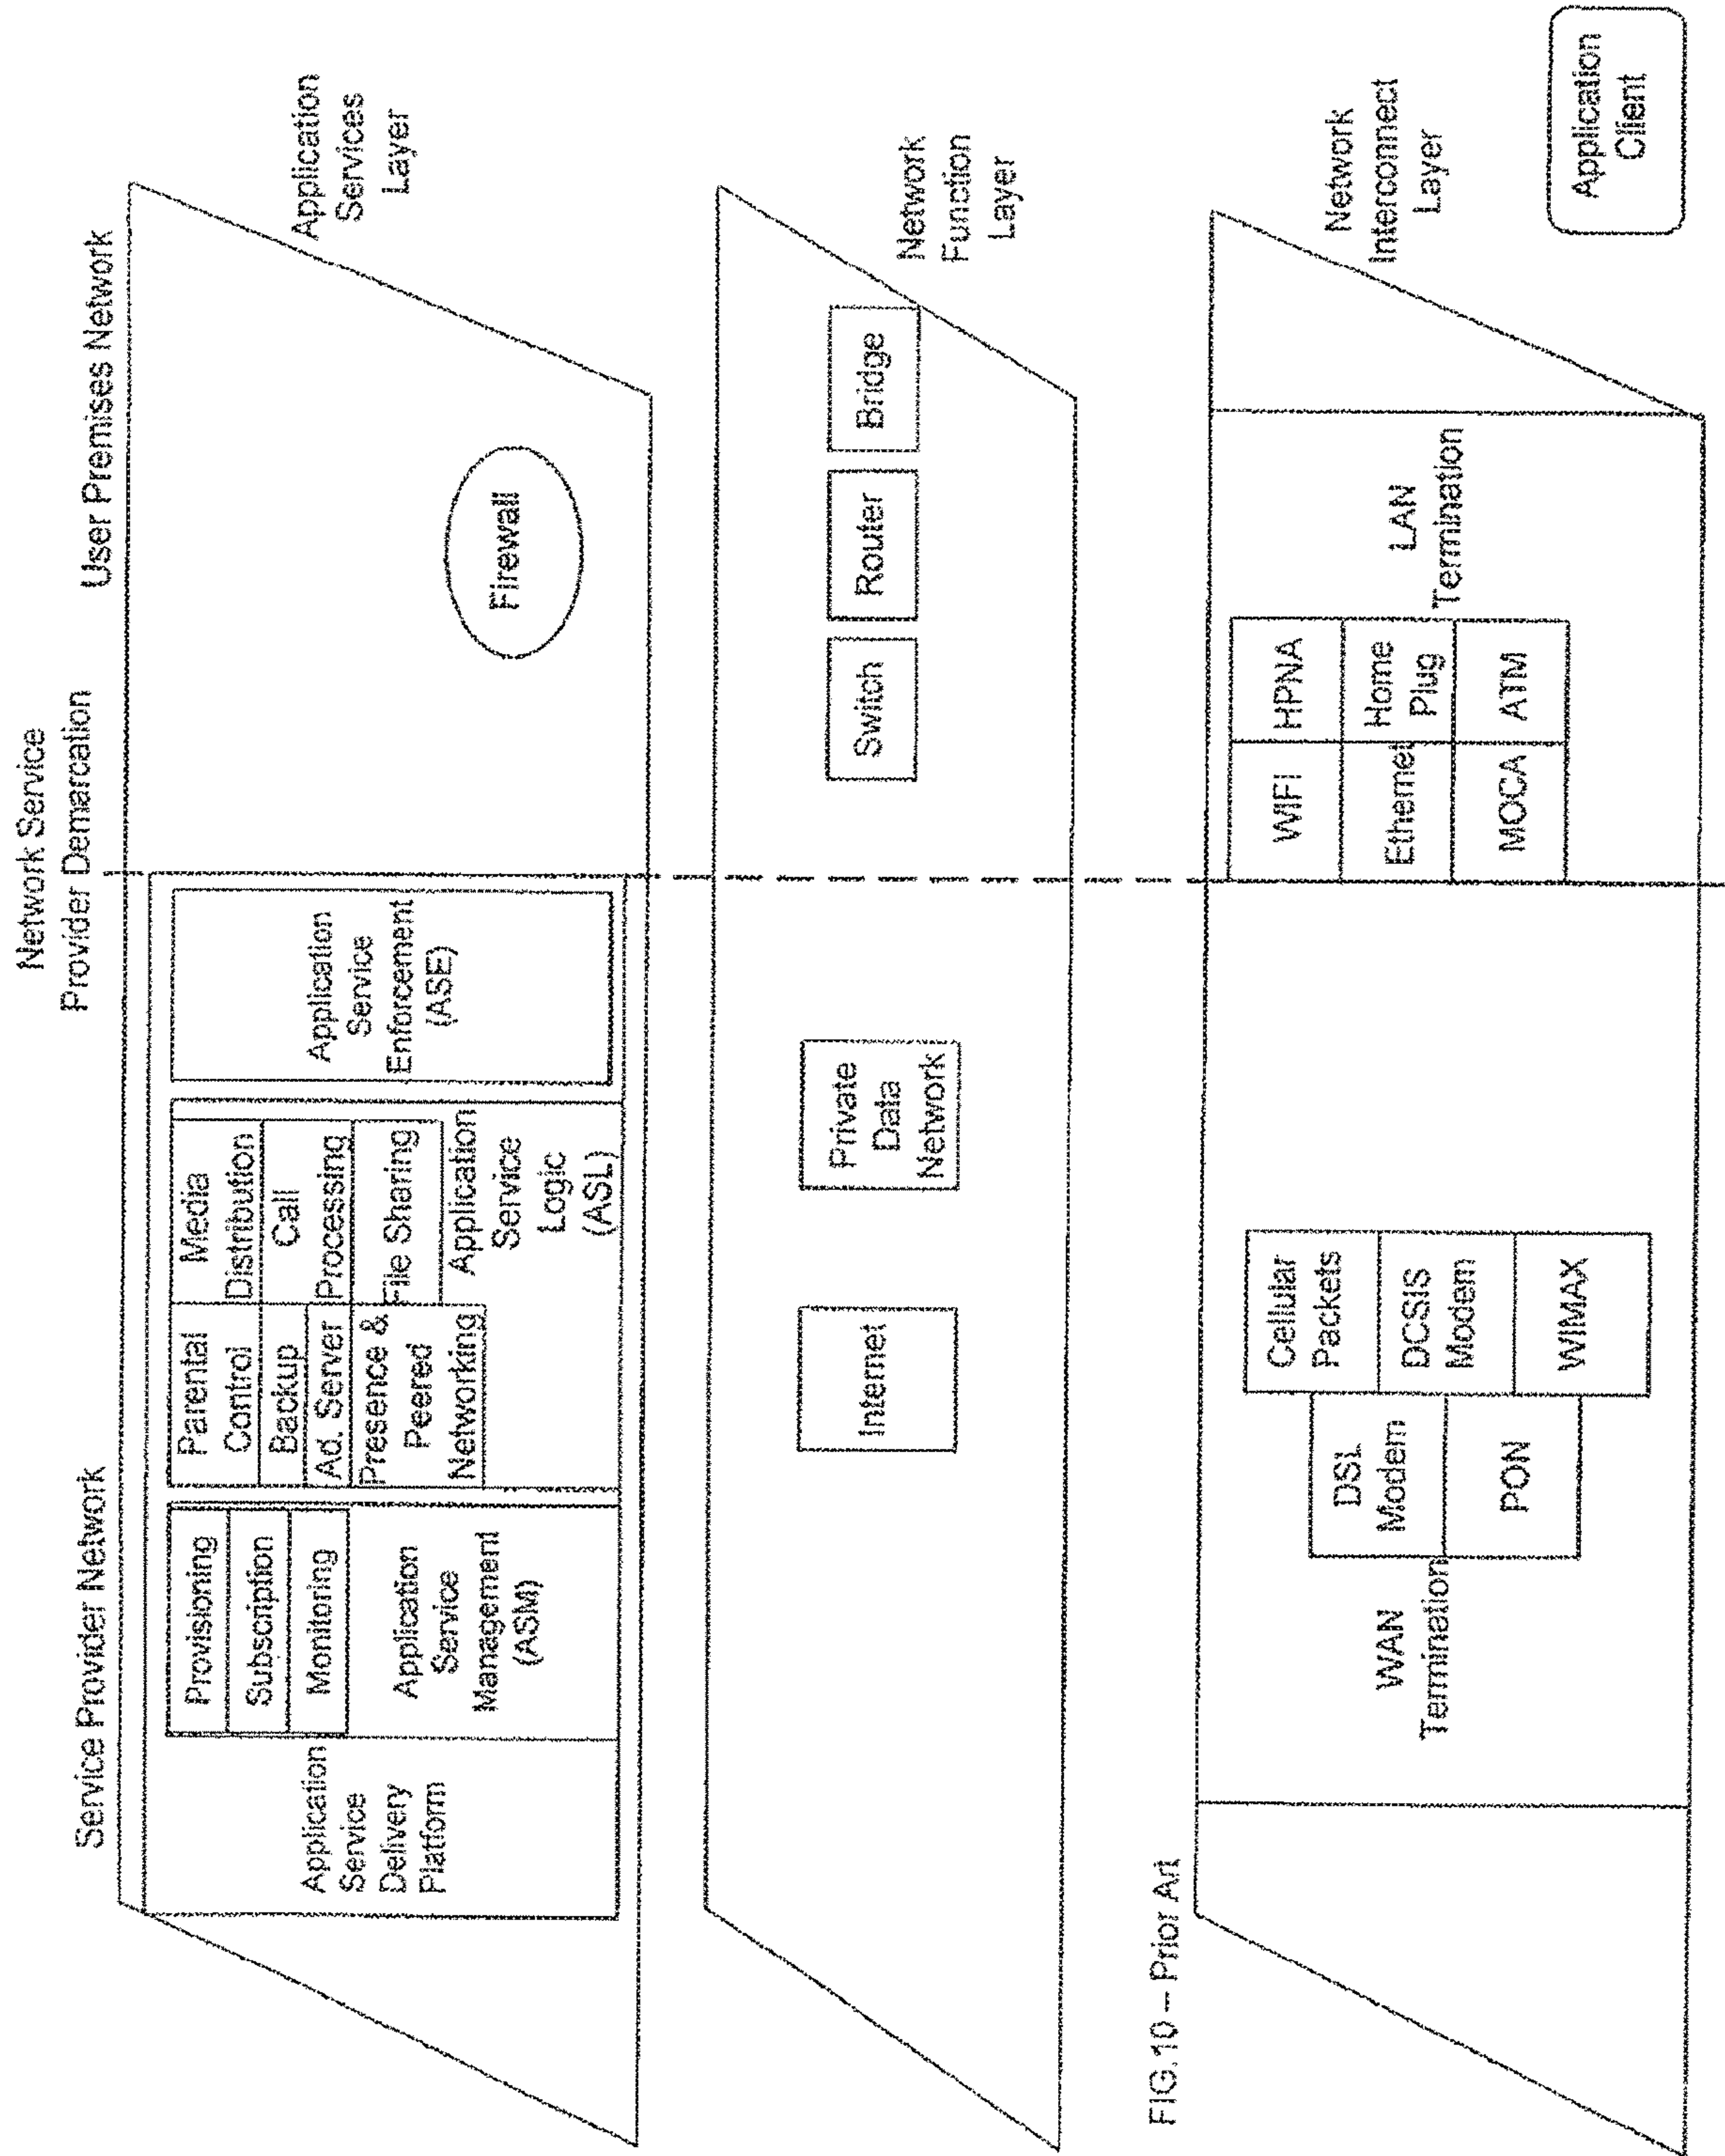 Network Service
Provider Demarcation
Service Provider Network
User Premises Network
Application
Service
Delivery
Platform
Provisioning
Subscription
Monitoring
Application
Service
Management
(ASM)
Parental
Control
Backup
Ad. Server
Presence &
Peered
Networking
Media
Distribution
Call
Processing
File Sharing
Application
Service
Logic
(ASL)
Application
Service
Enforcement
(ASE)
Firewall
Application
Services
Layer
Internet
Private
Data
Network
Switch
Router
Bridge
Network
Function
Layer
WAN
Termination
DSL
Modem
PON
Cellular
Packets
DCSIS
Modem
WIMAX
WIFI
HPNA
Ethernet
Home
Plug
MOCA
ATM
LAN
Termination
Network
Interconnect
Layer
Application
Client
FIG.10 – Prior Art